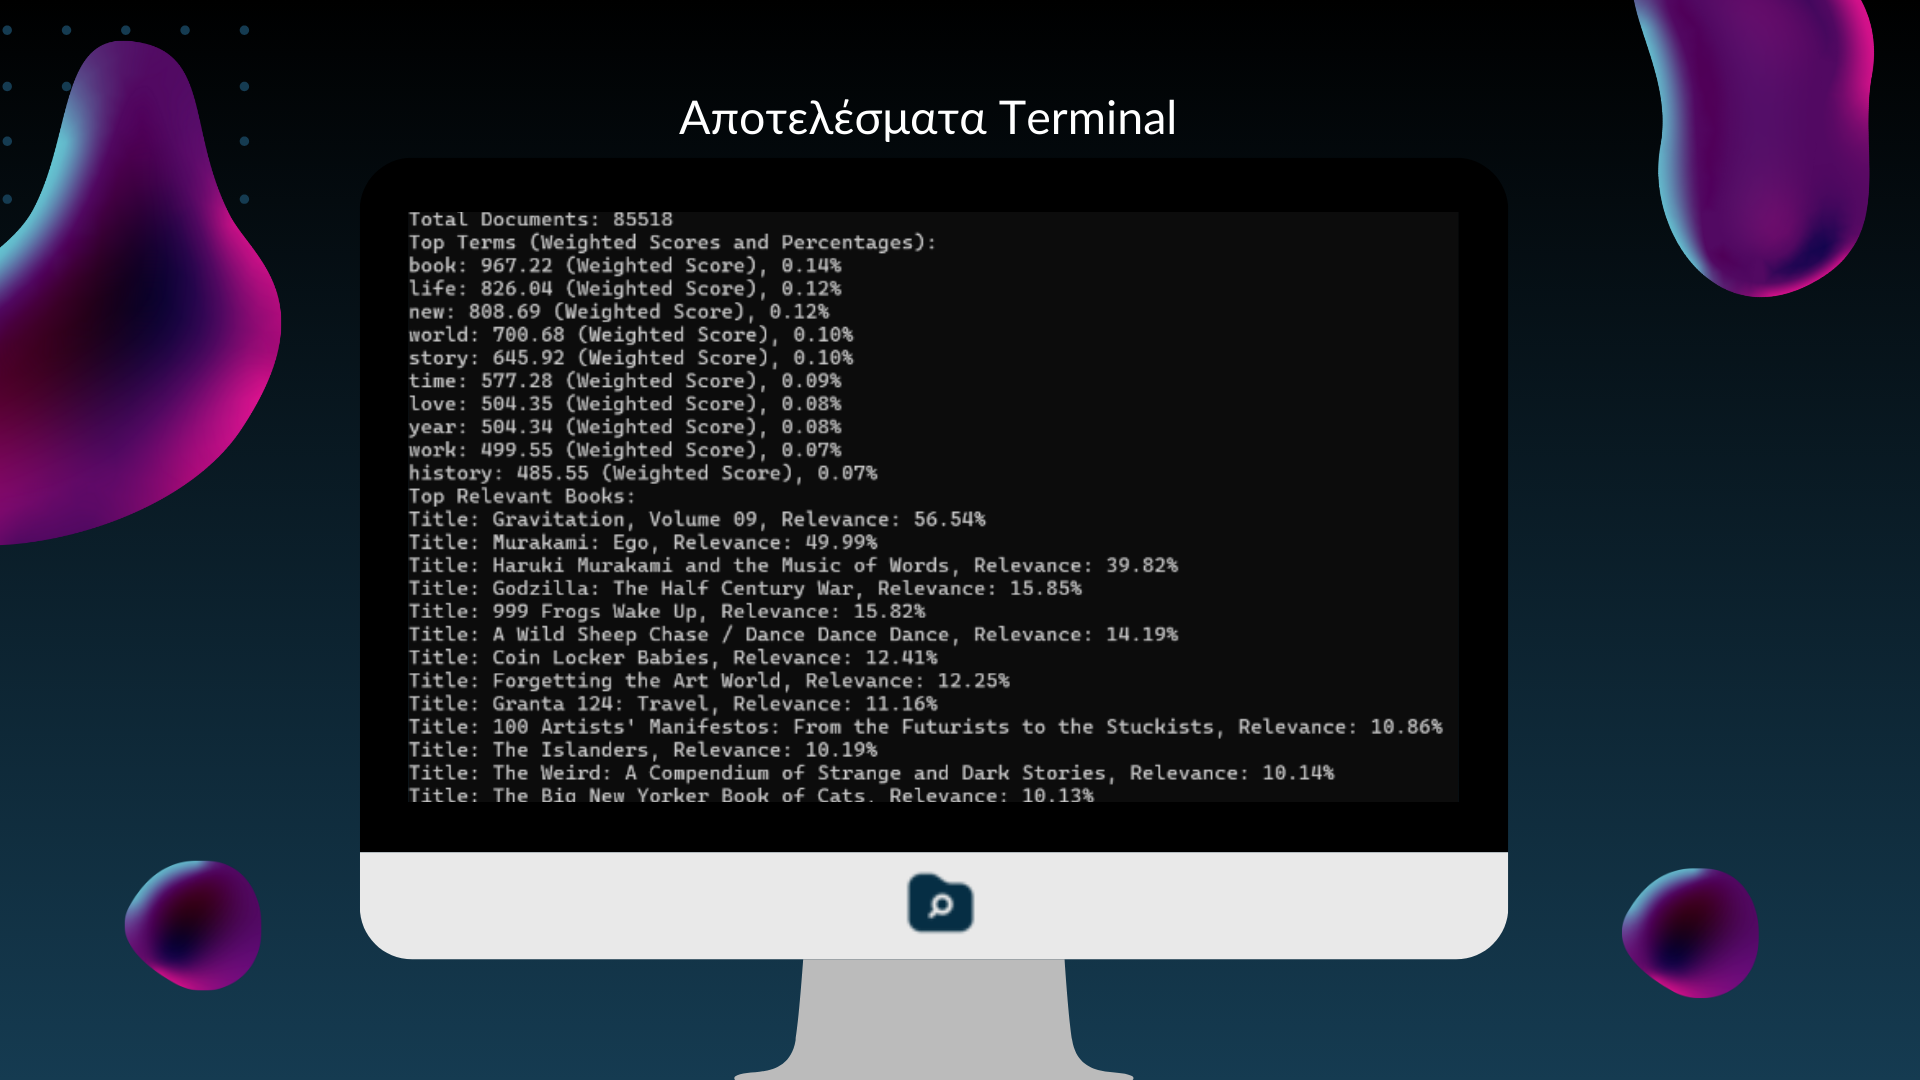 Αποτελέσματα Terminal
Total Documents: 85518
Top Terms (Weighted Scores and Percentages):
book: 967.22 (Weighted Score), 0.14%
life: 826.04 (Weighted Score), 0.12%
new: 808.69 (Weighted Score), 0.12%
world: 700.68 (Weighted Score), 0.10%
story: 645.92 (Weighted Score), 0.10%
time: 577.28 (Weighted Score), 0.09%
love: 504.35 (Weighted Score), 0.08%
year: 504.34 (Weighted Score), 0.08%
work: 499.55 (Weighted Score), 0.07%
history: 485.55 (Weighted Score), 0.07%
Top Relevant Books:
Title: Gravitation, Volume 09, Relevance: 56.54%
Title: Murakami: Ego, Relevance: 49.99%
Title: Haruki Murakami and the Music of Words, Relevance: 39.82%
Title: Godzilla: The Half Century War, Relevance: 15.85%
Title: 999 Frogs Wake Up, Relevance: 15.82%
Title: A Wild Sheep Chase / Dance Dance Dance, Relevance: 14.19%
Title: Coin Locker Babies, Relevance: 12.41%
Title: Forgetting the Art World, Relevance: 12.25%
Title: Granta 124: Travel, Relevance: 11.16%
Title: 100 Artists' Manifestos: From the Futurists to the Stuckists, Relevance: 10.86%
Title: The Islanders, Relevance: 10.19%
Title: The Weird: A Compendium of Strange and Dark Stories, Relevance: 10.14%
Title: The Big New Yorker Book of Cats, Relevance: 10.13%